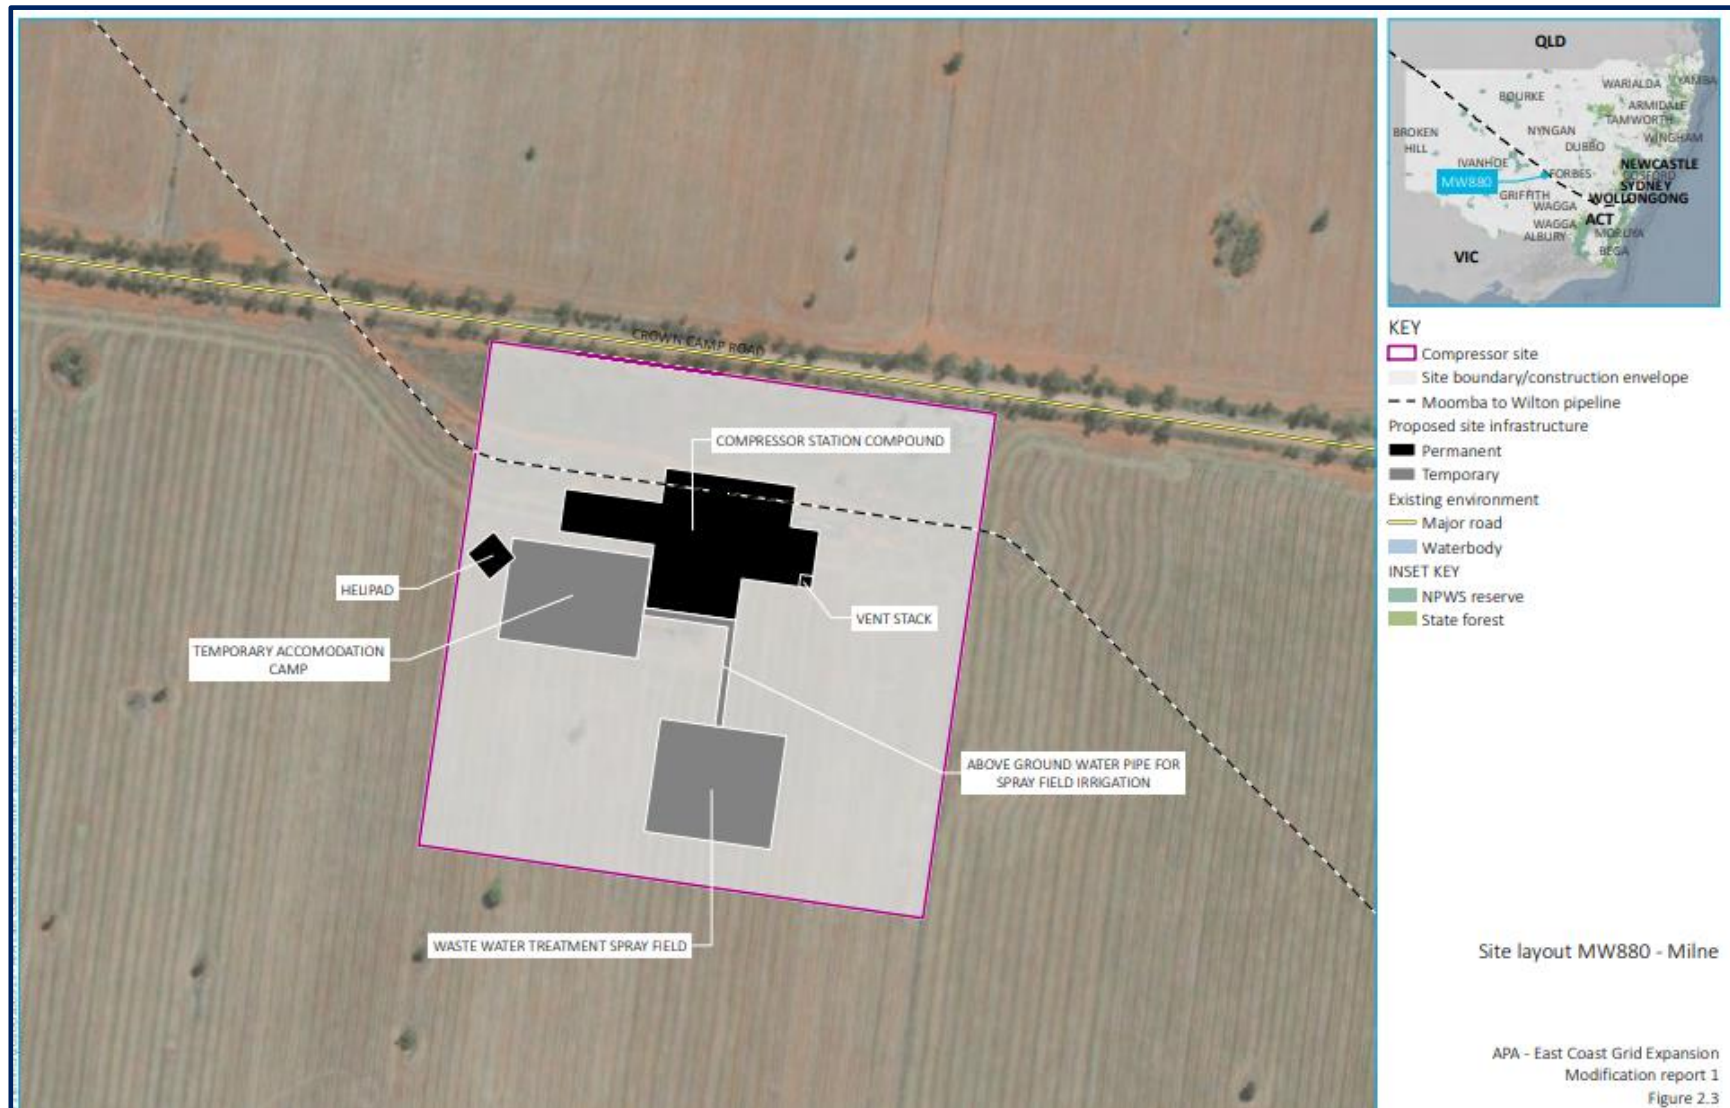 CROWN CAMP ROAD
COMPRESSOR STATION COMPOUND
HELIPAD
VENT STACK
TEMPORARY ACCOMODATION
CAMP
ABOVE GROUND WATER PIPE FOR
SPRAY FIELD IRRIGATION
WASTE WATER TREATMENT SPRAY FIELD
QLD
WARIALDA
YAMBA
BOURKE
ARMIDALE
TAMWORTH
BROKEN
HILL
NYNGAN
WINGHAM
DUBBO
IVANHOE
NEWCASTLE
FORBES
GOSFORD
MW880
SYDNEY
GRIFFITH
WOLLONGONG
WAGGA
WAGGA
ACT
ALBURY
MORUYA
BEGA
VIC
KEY
Compressor site
Site boundary/construction envelope
Moomba to Wilton pipeline
Proposed site infrastructure
Permanent
Temporary
Existing environment
Major road
Waterbody
INSET KEY
NPWS reserve
State forest
Site layout MW880 - Milne
APA - East Coast Grid Expansion
Modification report 1
Figure 2.3